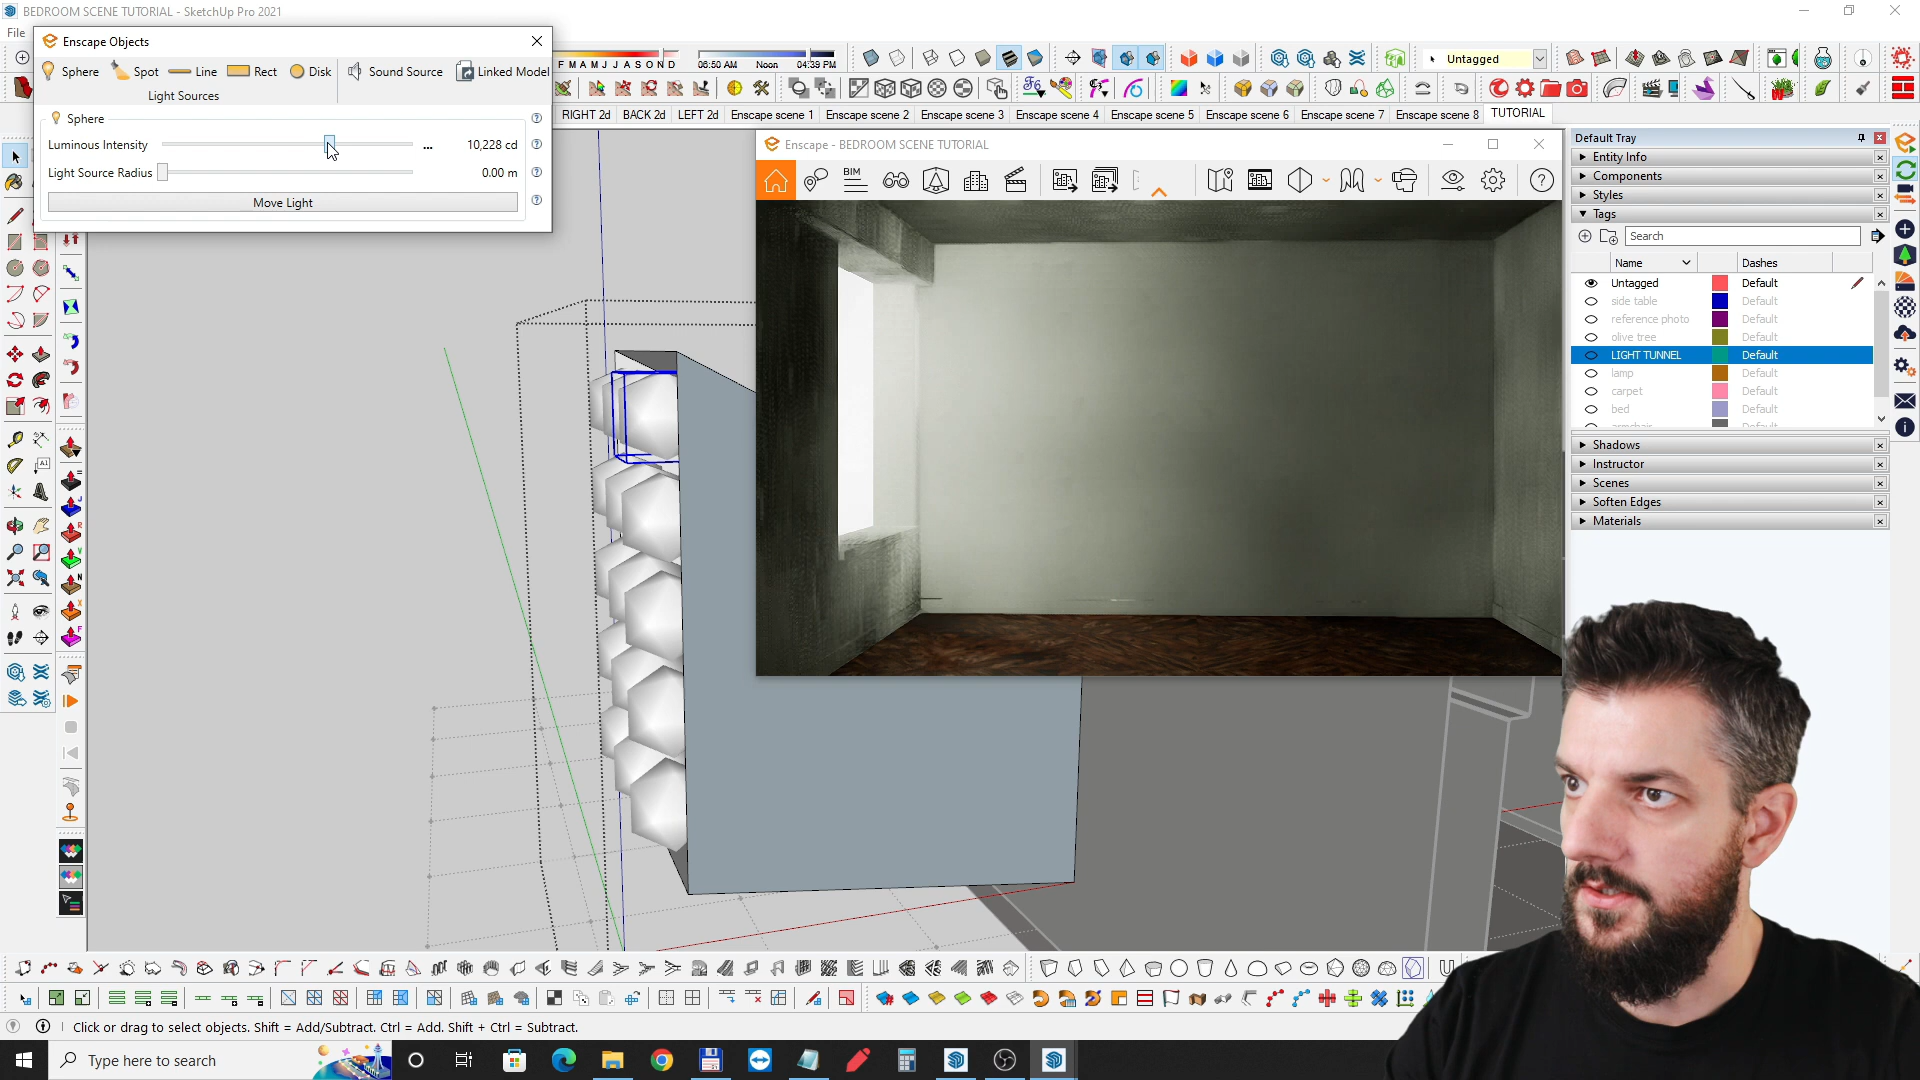 BEDROOM SCENE TUTORIAL - SketchUp Pro 2021
File
Enscape Objects
Sphere
Spot
Line
Rect
Disk
Sound Source
Linked Model
Light Sources
Sphere
Luminous Intensity
...
10,228 cd
Light Source Radius
0.00 m
Move Light
F M A M J J A S O N D
06:50 AM
Noon
04:39 PM
Untagged
RIGHT 2d
BACK 2d
LEFT 2d
Enscape scene 1
Enscape scene 2
Enscape scene 3
Enscape scene 4
Enscape scene 5
Enscape scene 6
Enscape scene 7
Enscape scene 8
TUTORIAL
Enscape - BEDROOM SCENE TUTORIAL
BIM
Default Tray
Entity Info
Components
Styles
Tags
Search
Name
Dashes
Untagged
Default
side table
Default
reference photo
Default
olive tree
Default
LIGHT TUNNEL
Default
lamp
Default
carpet
Default
bed
Default
Shadows
Instructor
Scenes
Soften Edges
Materials
Click or drag to select objects. Shift = Add/Subtract. Ctrl = Add. Shift + Ctrl = Subtract.
Type here to search